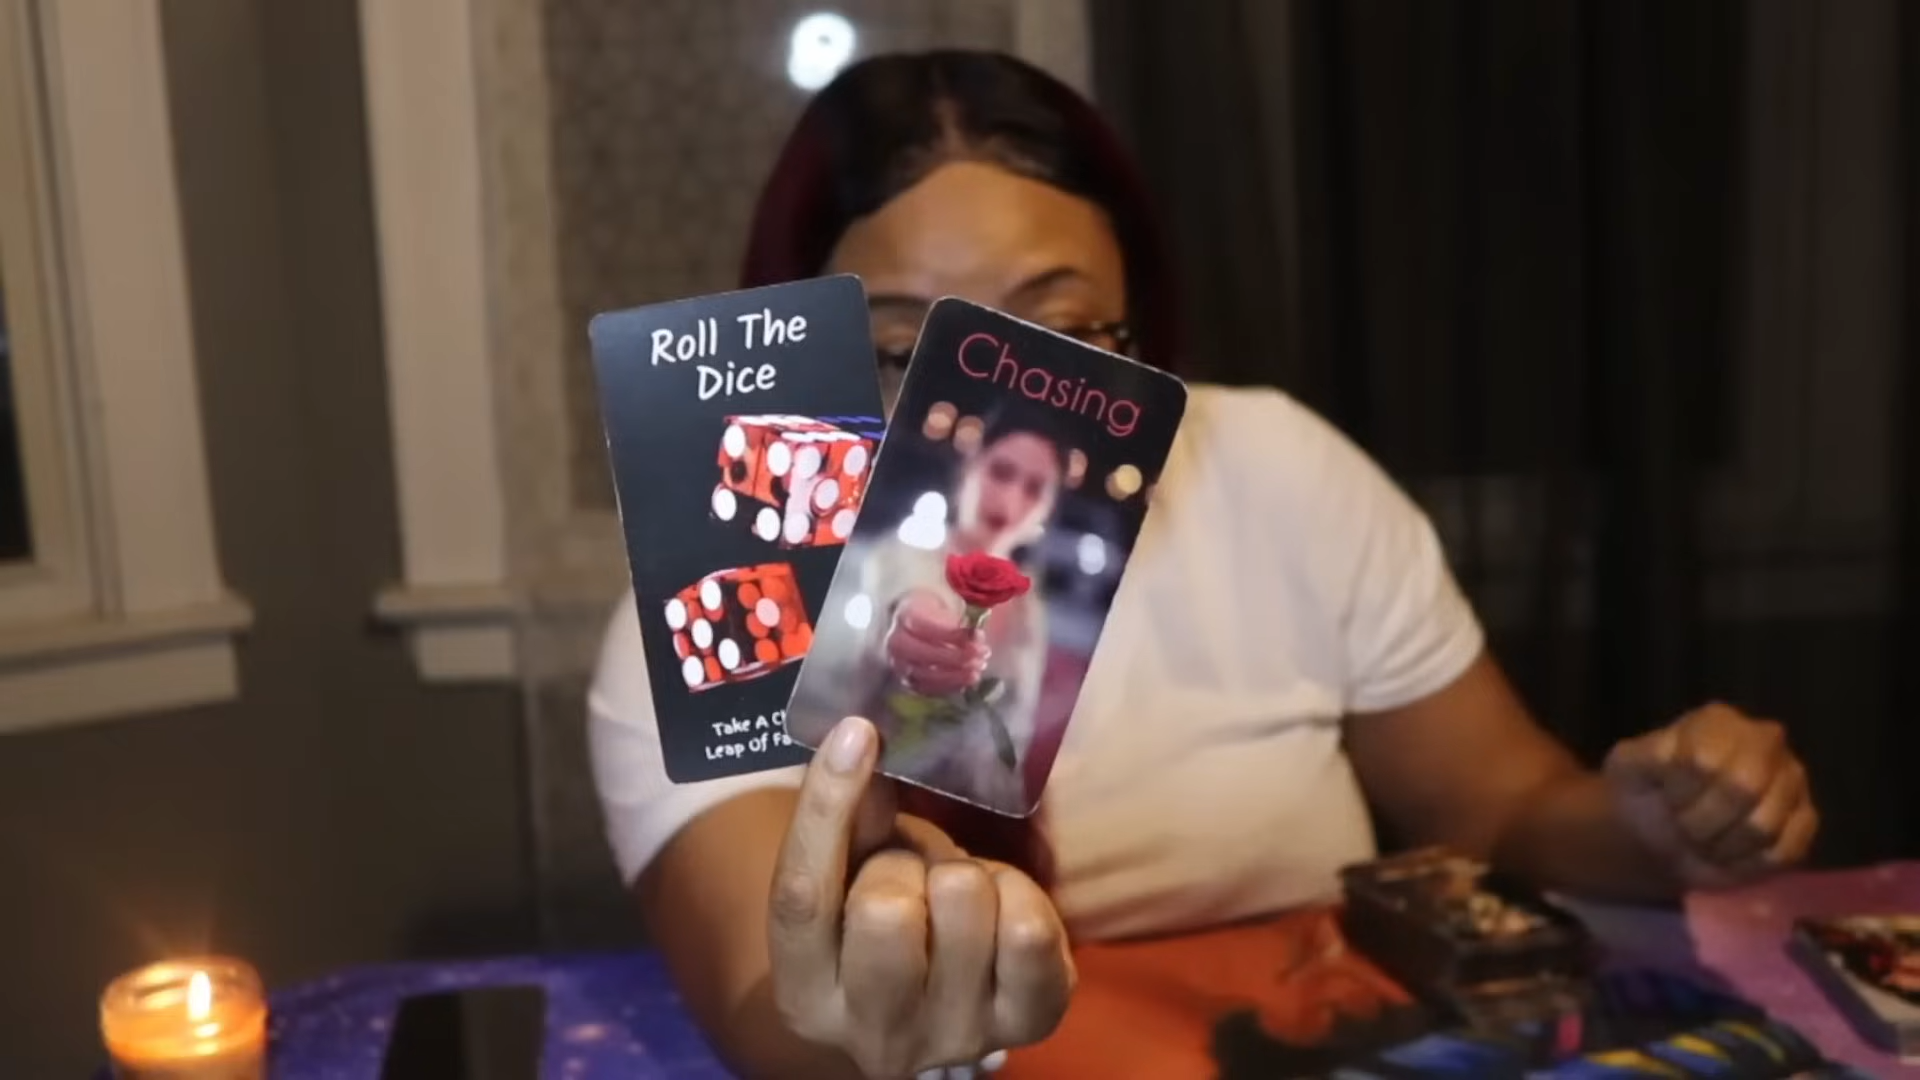 Roll The
Dice
Take A
Leap Of
Chasing